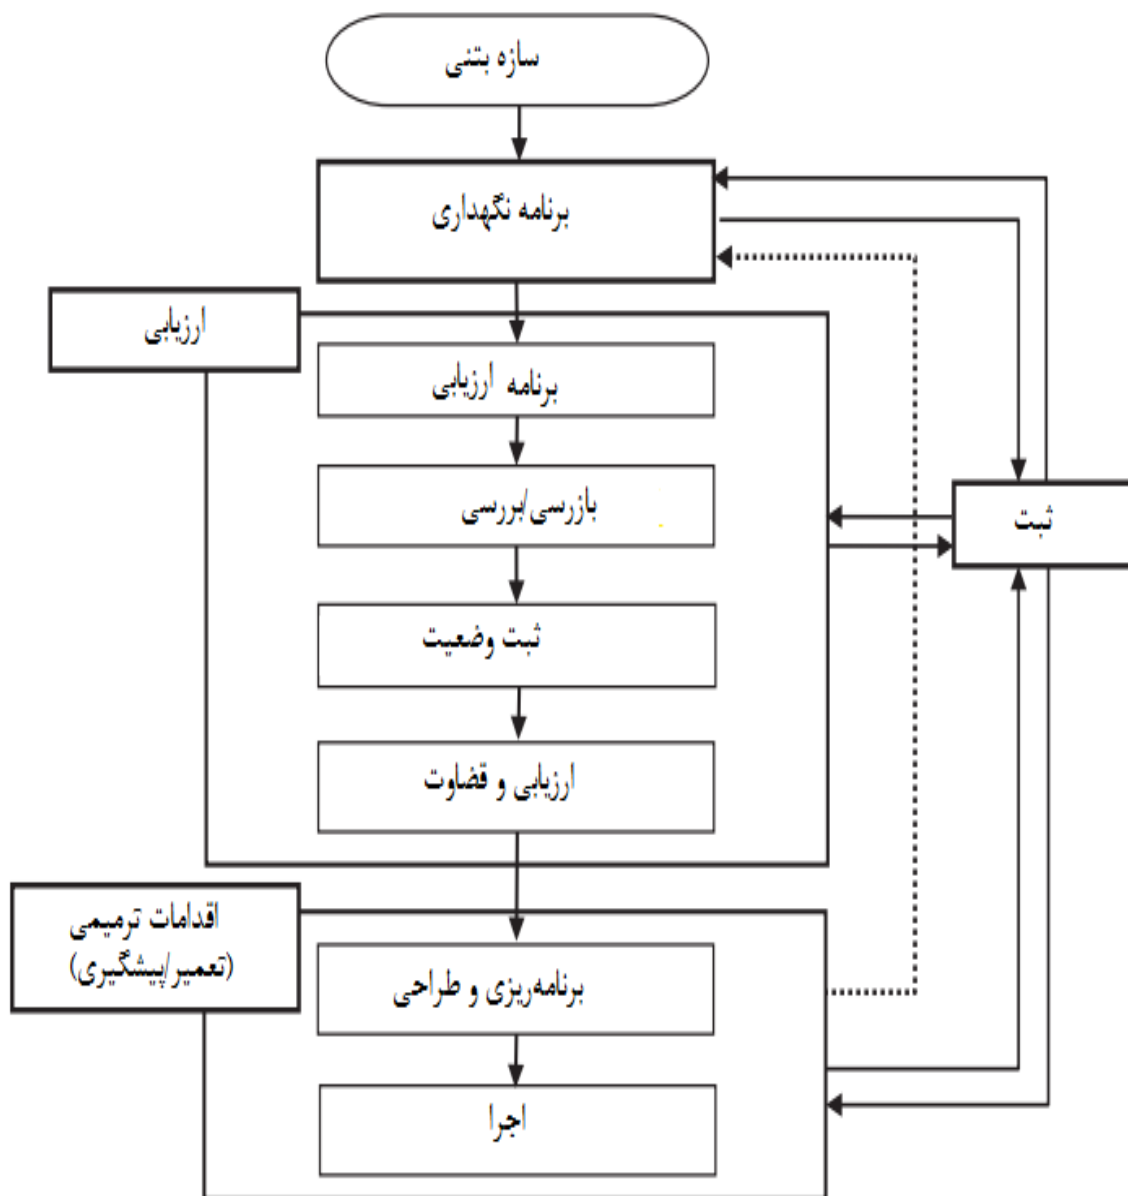 سازه بتنی
برنامه نگهداری
ارزیابی
برنامه ارزیابی
بازرسی/بررسی
ثبت
ثبت وضعیت
ارزیابی و قضاوت
اقدامات ترمیمی
(تعمیر/پیشگیری)
برنامه‌ریزی و طراحی
اجرا